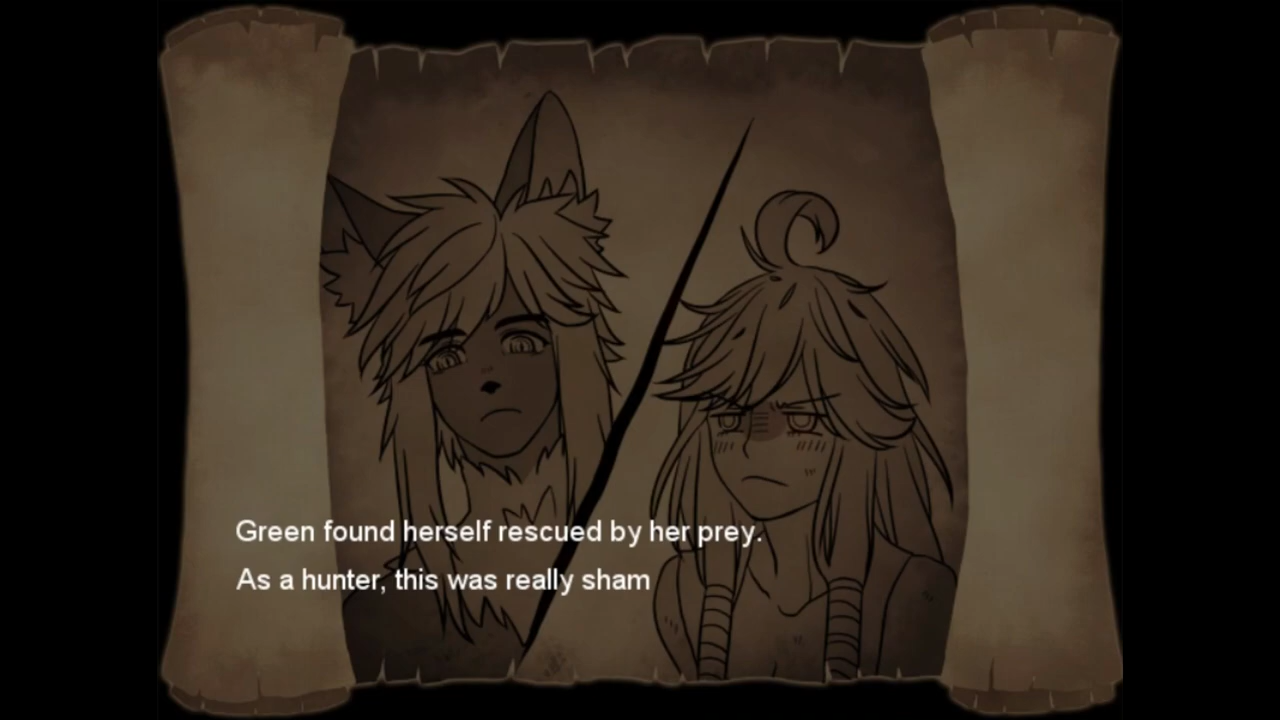 Green found herself rescued by her prey.
As a hunter, this was really sham